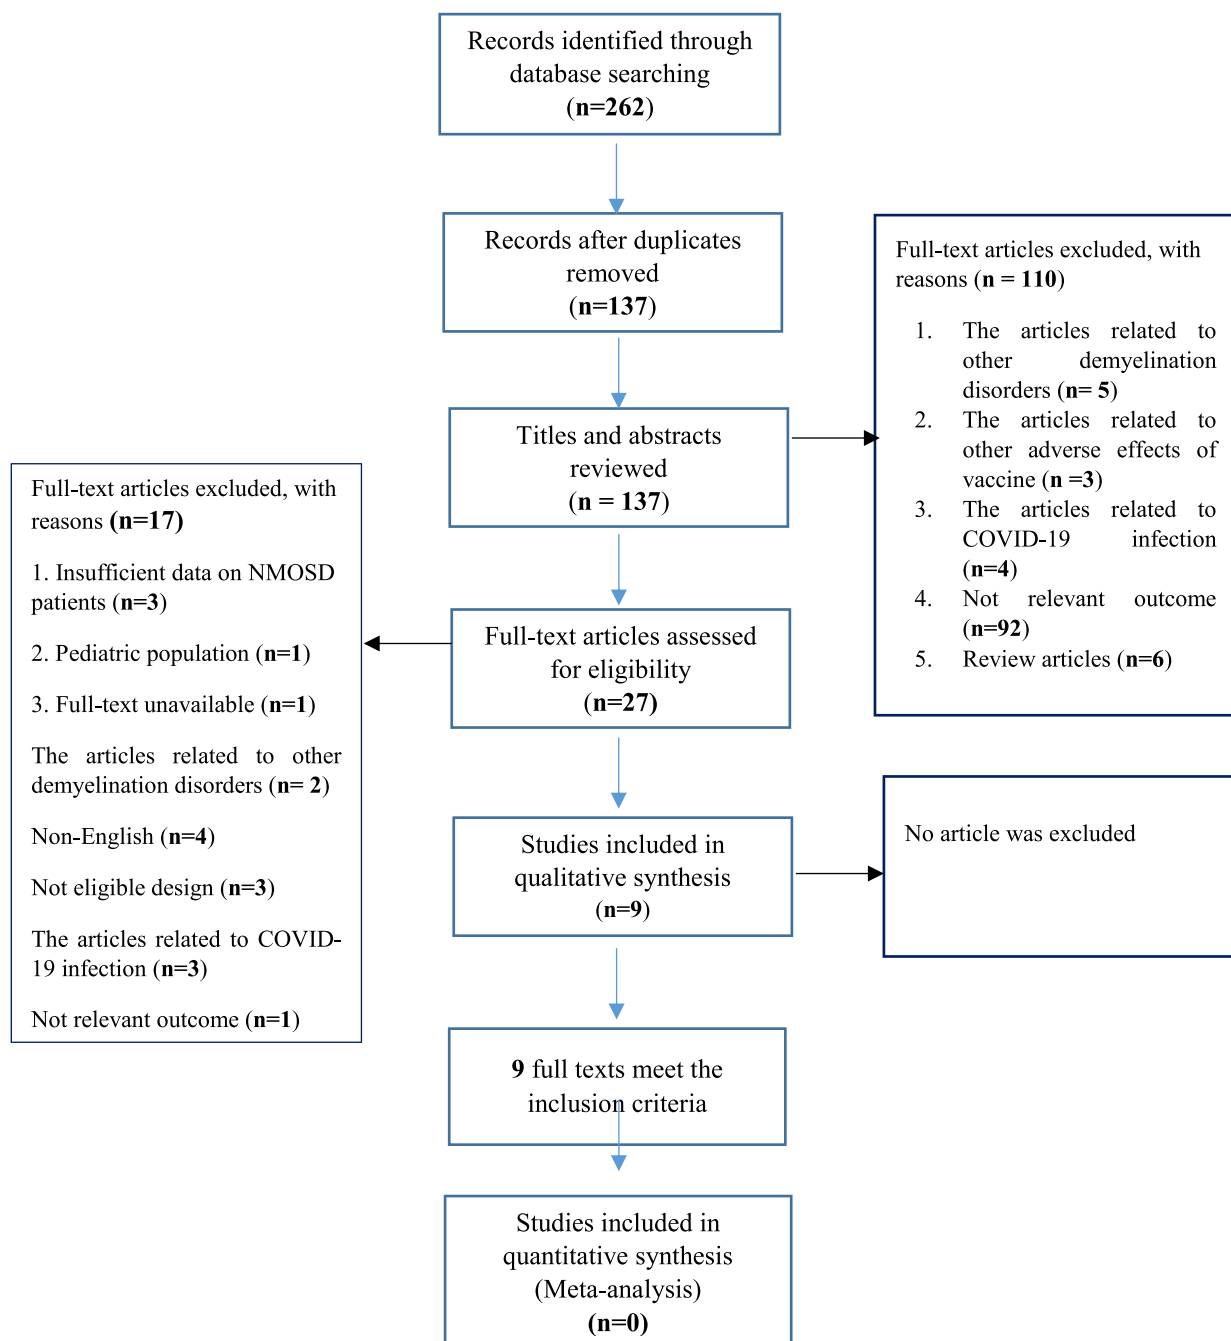 Records identified through
database searching
(n=262)
Records after duplicates
removed
(n=137)
Full-text articles excluded, with
reasons (n = 110)
1. The articles related to
other demyelination
disorders (n= 5)
2. The articles related to
other adverse effects of
vaccine (n =3)
3. The articles related to
COVID-19 infection
(n=4)
4. Not relevant outcome
(n=92)
5. Review articles (n=6)
Titles and abstracts
reviewed
(n = 137)
Full-text articles excluded, with
reasons (n=17)
1. Insufficient data on NMOSD
patients (n=3)
2. Pediatric population (n=1)
3. Full-text unavailable (n=1)
The articles related to other
demyelination disorders (n= 2)
Non-English (n=4)
Not eligible design (n=3)
The articles related to COVID-
19 infection (n=3)
Not relevant outcome (n=1)
Full-text articles assessed
for eligibility
(n=27)
Studies included in
qualitative synthesis
(n=9)
No article was excluded
9 full texts meet the
inclusion criteria
Studies included in
quantitative synthesis
(Meta-analysis)
(n=0)